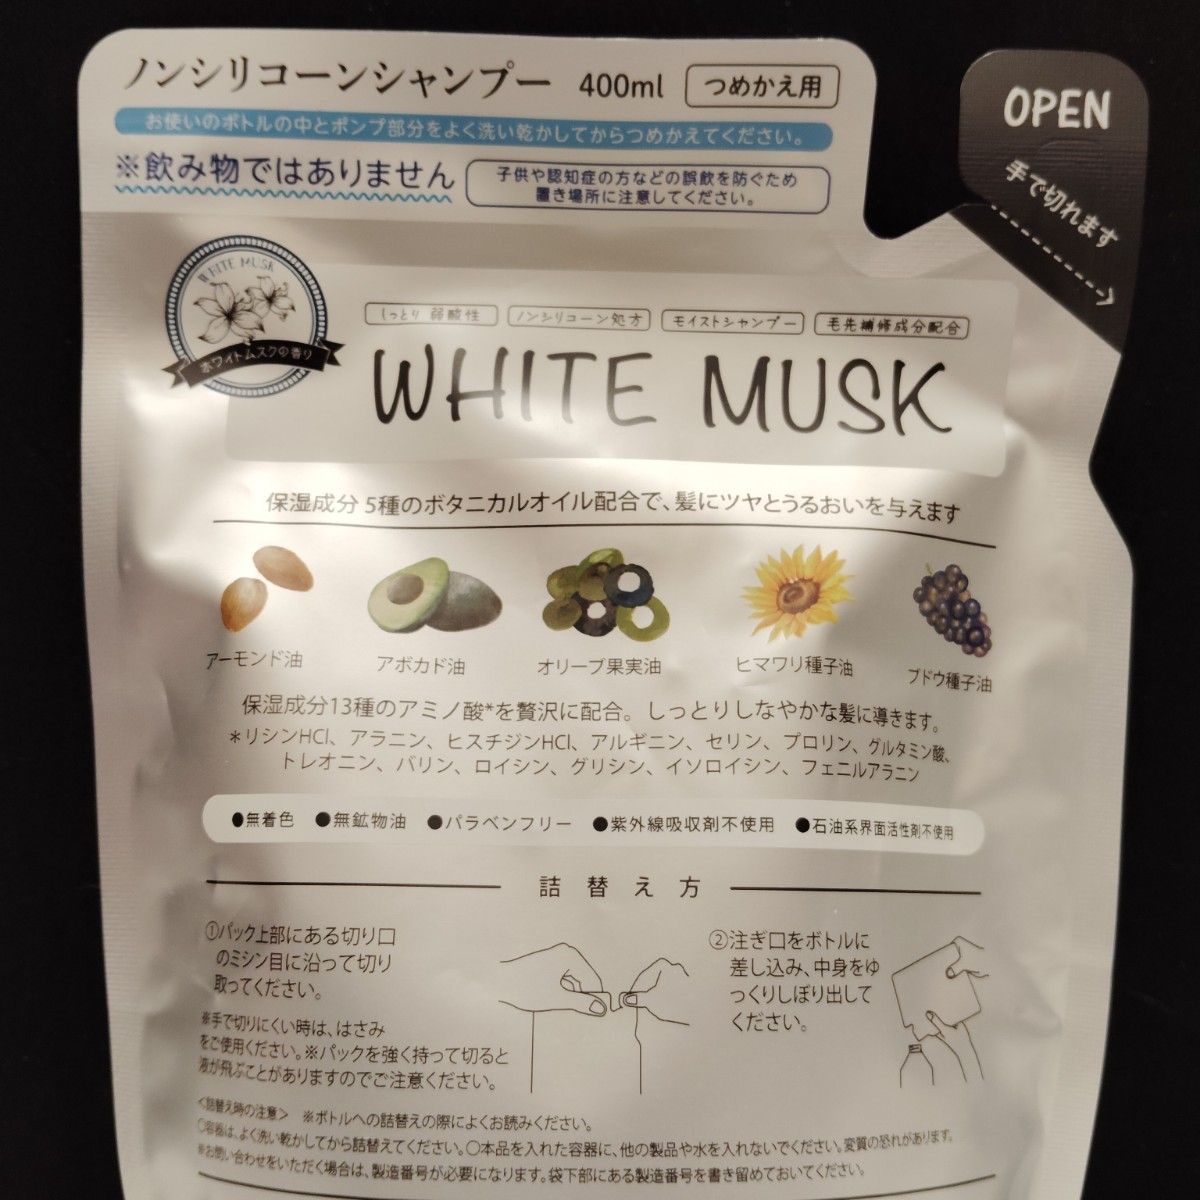 ノンシリコーンシャンプー 400ml つめかえ用
お使いのボトルの中とポンプ部分をよく洗い乾かしてからつめかえてください。
※飲み物ではありません
子供や認知症の方などの誤飲を防ぐため
置き場所に注意してください。
OPEN
手で切れます
WHITE MUSK
ホワイトムスクの香り
しっとり 弱酸性 ノンシリコーン処方 モイストシャンプー 毛先補修成分配合
WHITE MUSK
保湿成分 5種のボタニカルオイル配合で、髪にツヤとうるおいを与えます
アーモンド油 アボカド油 オリーブ果実油 ヒマワリ種子油 ブドウ種子油
保湿成分13種のアミノ酸*を贅沢に配合。しっとりしなやかな髪に導きます。
*リシンHCl、アラニン、ヒスチジンHCl、アルギニン、セリン、プロリン、グルタミン酸、
トレオニン、バリン、ロイシン、グリシン、イソロイシン、フェニルアラニン
●無着色 ●無鉱物油 ●パラベンフリー ●紫外線吸収剤不使用 ●石油系界面活性剤不使用
詰替え方
①パック上部にある切り口
のミシン目に沿って切り
取ってください。
※手で切りにくい時は、はさみ
をご使用ください。※パックを強く持って切ると
液が飛ぶことがありますのでご注意ください。
②注ぎ口をボトルに
差し込み、中身をゆ
っくりしぼり出して
ください。
<詰替え時の注意> ※ボトルへの詰替えの際によくお読みください。
○容器は、よく洗い乾かしてから詰替えてください。○本品を入れた容器に、他の製品や水を入れないでください。変質の恐れがあります。
※お問い合わせをいただく場合は、製造番号が必要になります。袋下部にある製造番号を書き留めておいてください。